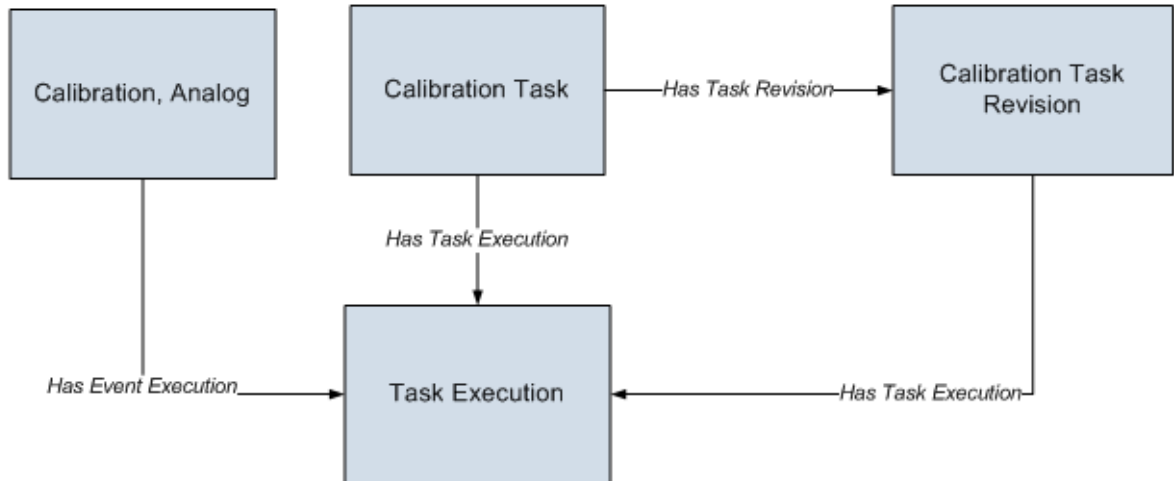 Calibration, Analog
Calibration Task
Has Task Revision
Calibration Task
Revision
Has Task Execution
Has Event Execution
Task Execution
Has Task Execution